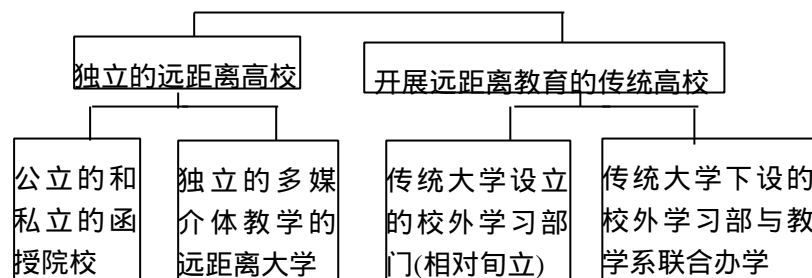 独立的远距离高校
开展远距离教育的传统高校
公立的和
私立的函
授院校
独立的多媒
介体教学的
远距离大学
传统大学设立
的校外学习部
门(相对旬立)
传统大学下设的
校外学习部与教
学系联合办学